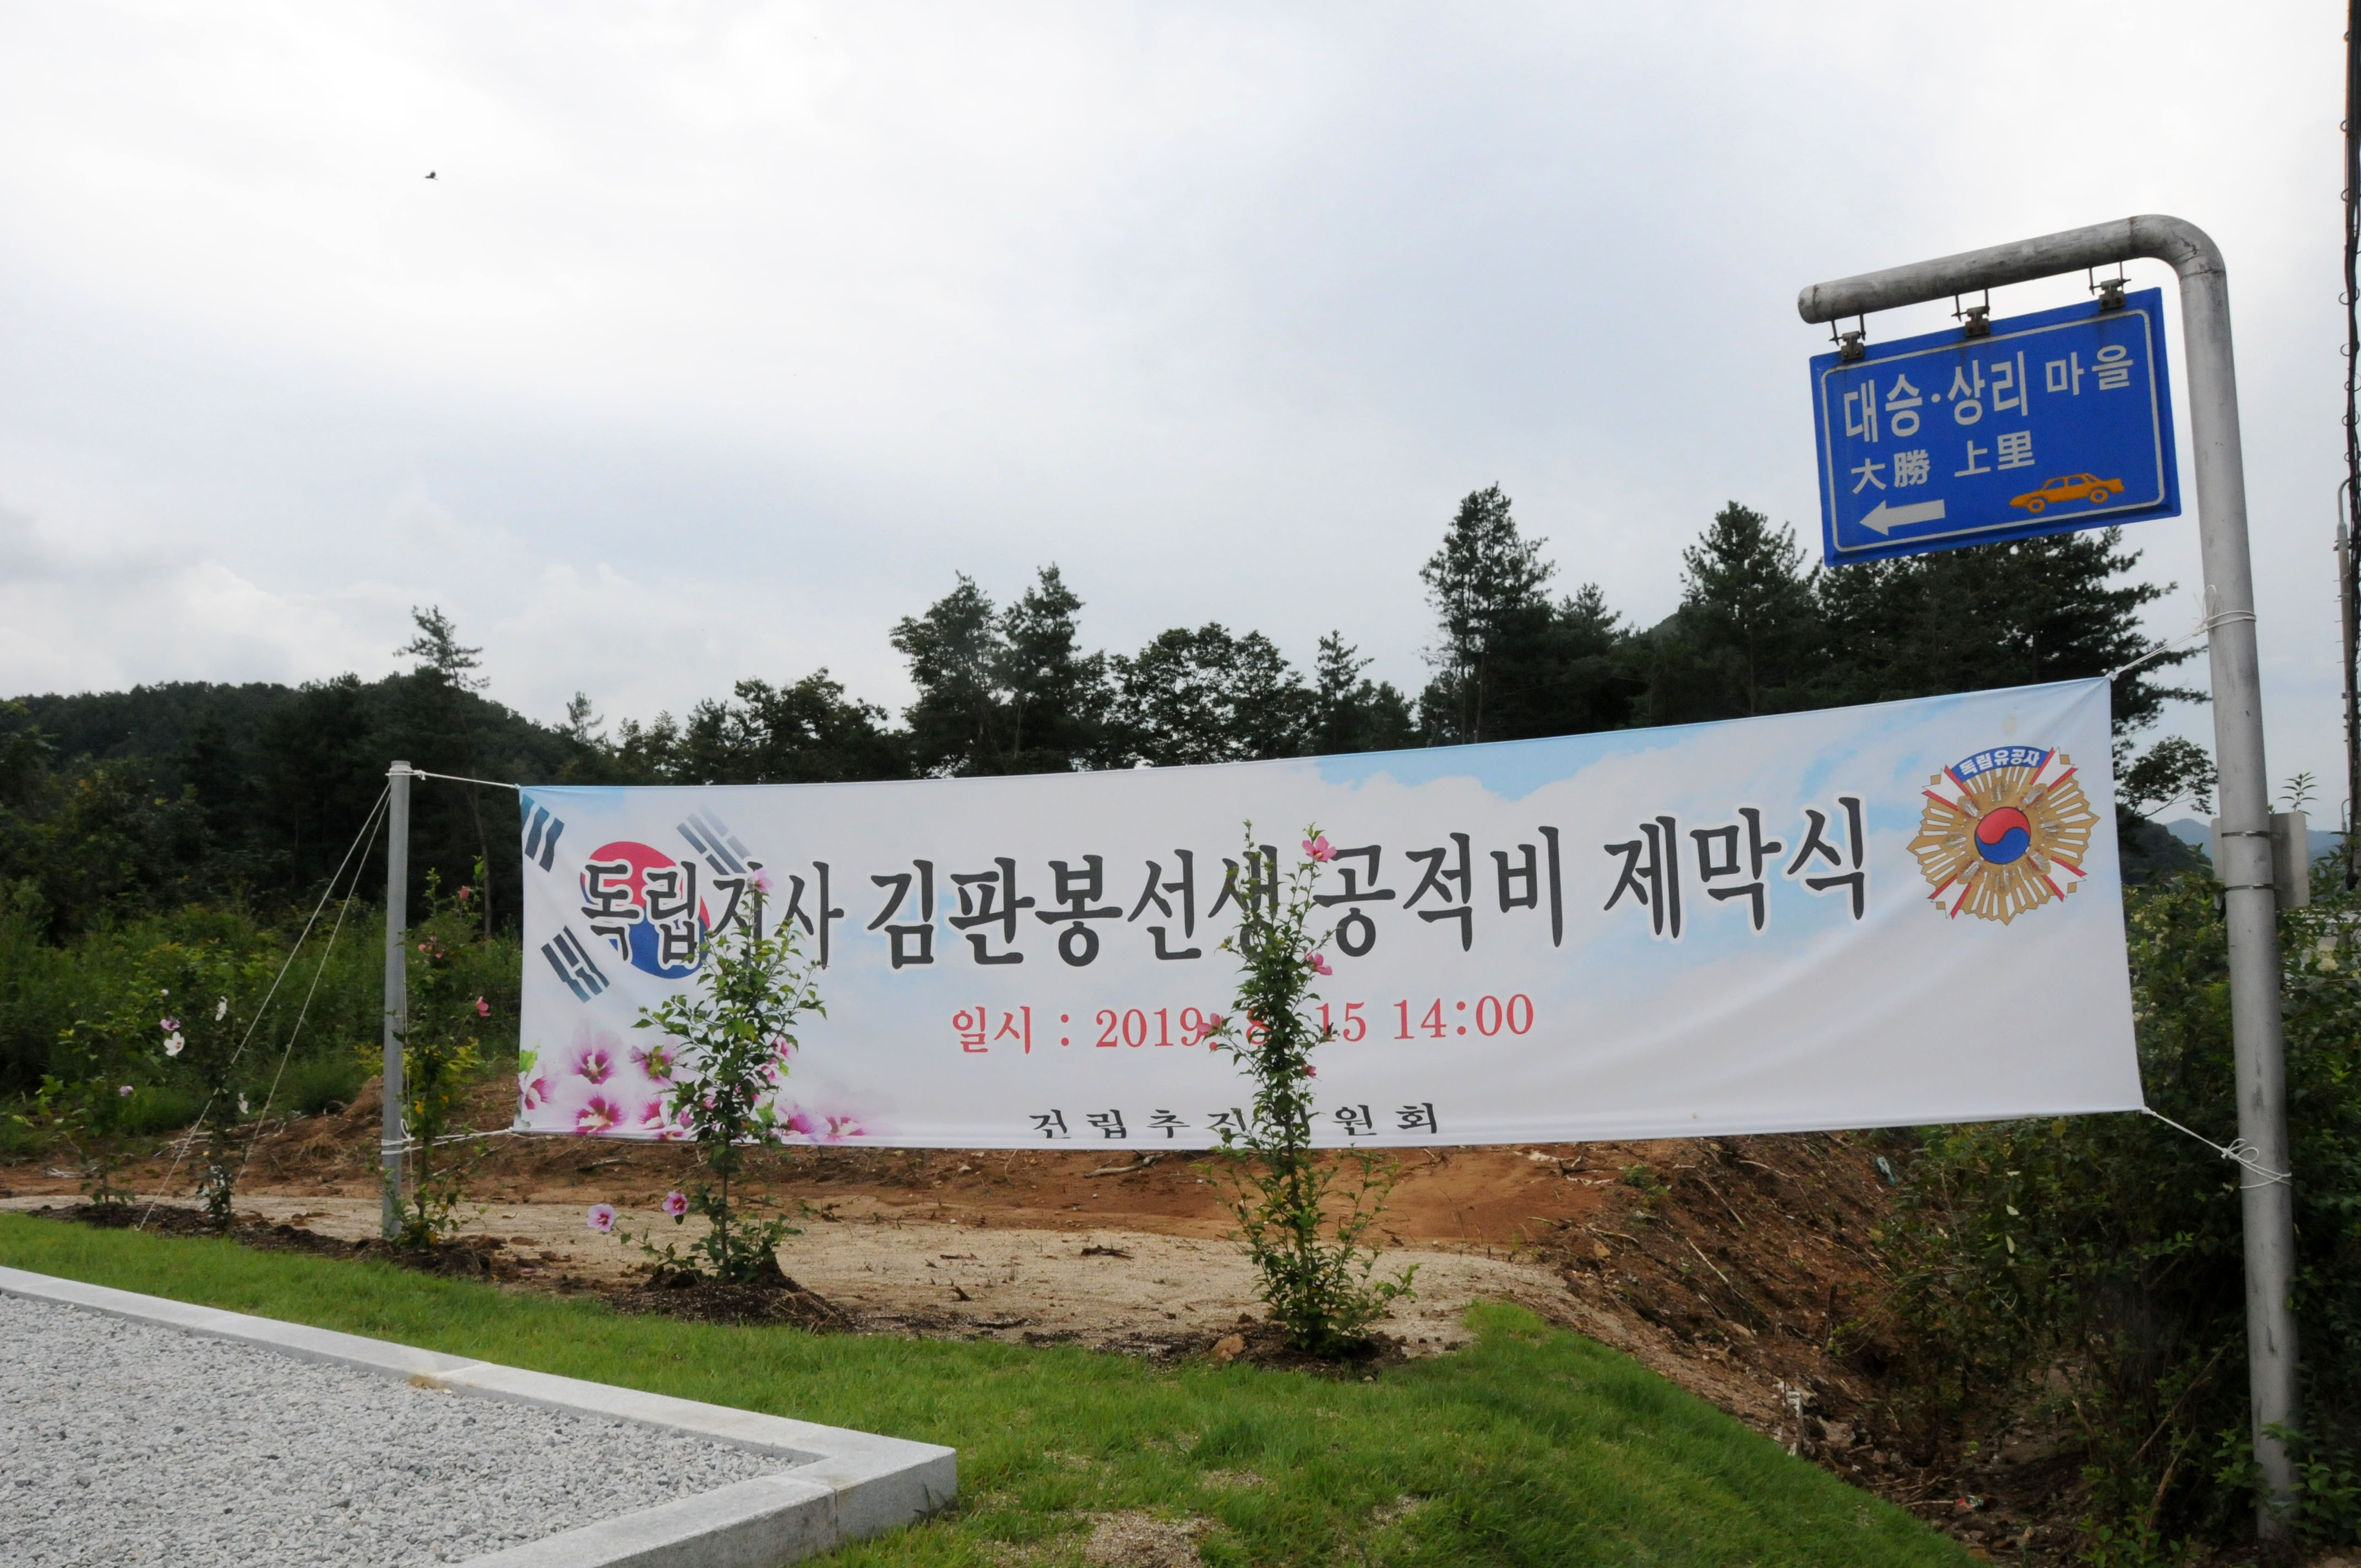 대승·상리 마을
大勝 上里
독립유공자
독립지사 김판봉선생 공적비 제막식
일시 : 2019. 8. 15 14:00
건립추진위원회